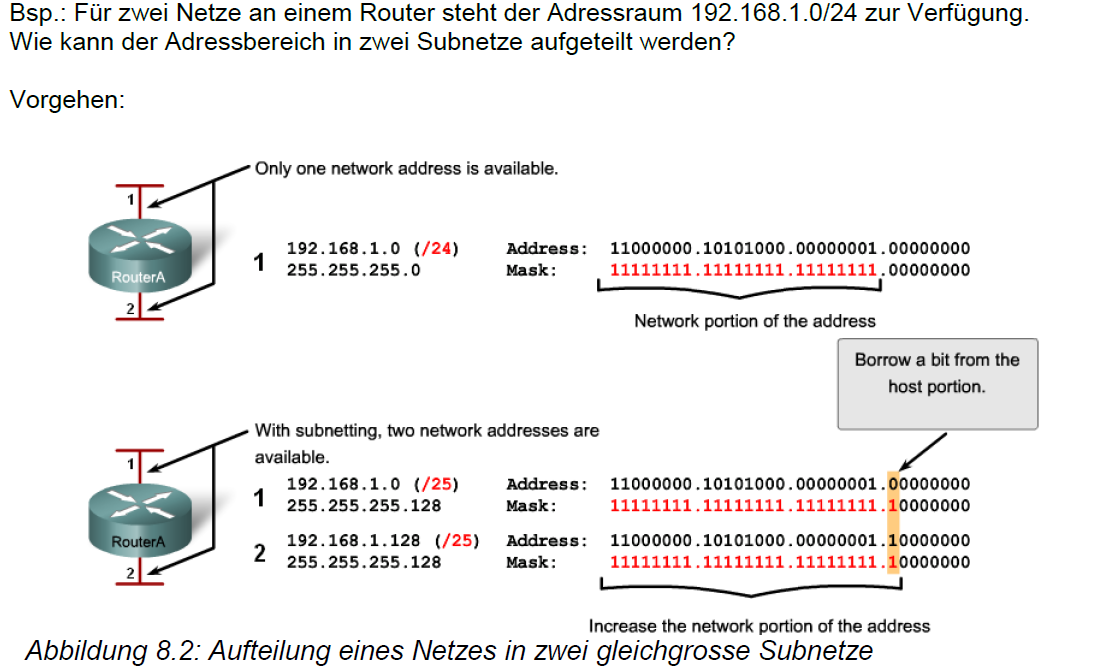 Bsp.: Für zwei Netze an einem Router steht der Adressraum 192.168.1.0/24 zur Verfügung.
Wie kann der Adressbereich in zwei Subnetze aufgeteilt werden?
Vorgehen:
Only one network address is available.
1
RouterA
2
1
192.168.1.0 (/24) Address: 11000000.10101000.00000001.00000000
255.255.255.0 Mask: 11111111.11111111.11111111.00000000
Network portion of the address
Borrow a bit from the
host portion.
With subnetting, two network addresses are
available.
1
RouterA
2
1
192.168.1.0 (/25) Address: 11000000.10101000.00000001.00000000
255.255.255.128 Mask: 11111111.11111111.11111111.10000000
2
192.168.1.128 (/25) Address: 11000000.10101000.00000001.10000000
255.255.255.128 Mask: 11111111.11111111.11111111.10000000
Increase the network portion of the address
Abbildung 8.2: Aufteilung eines Netzes in zwei gleichgrosse Subnetze